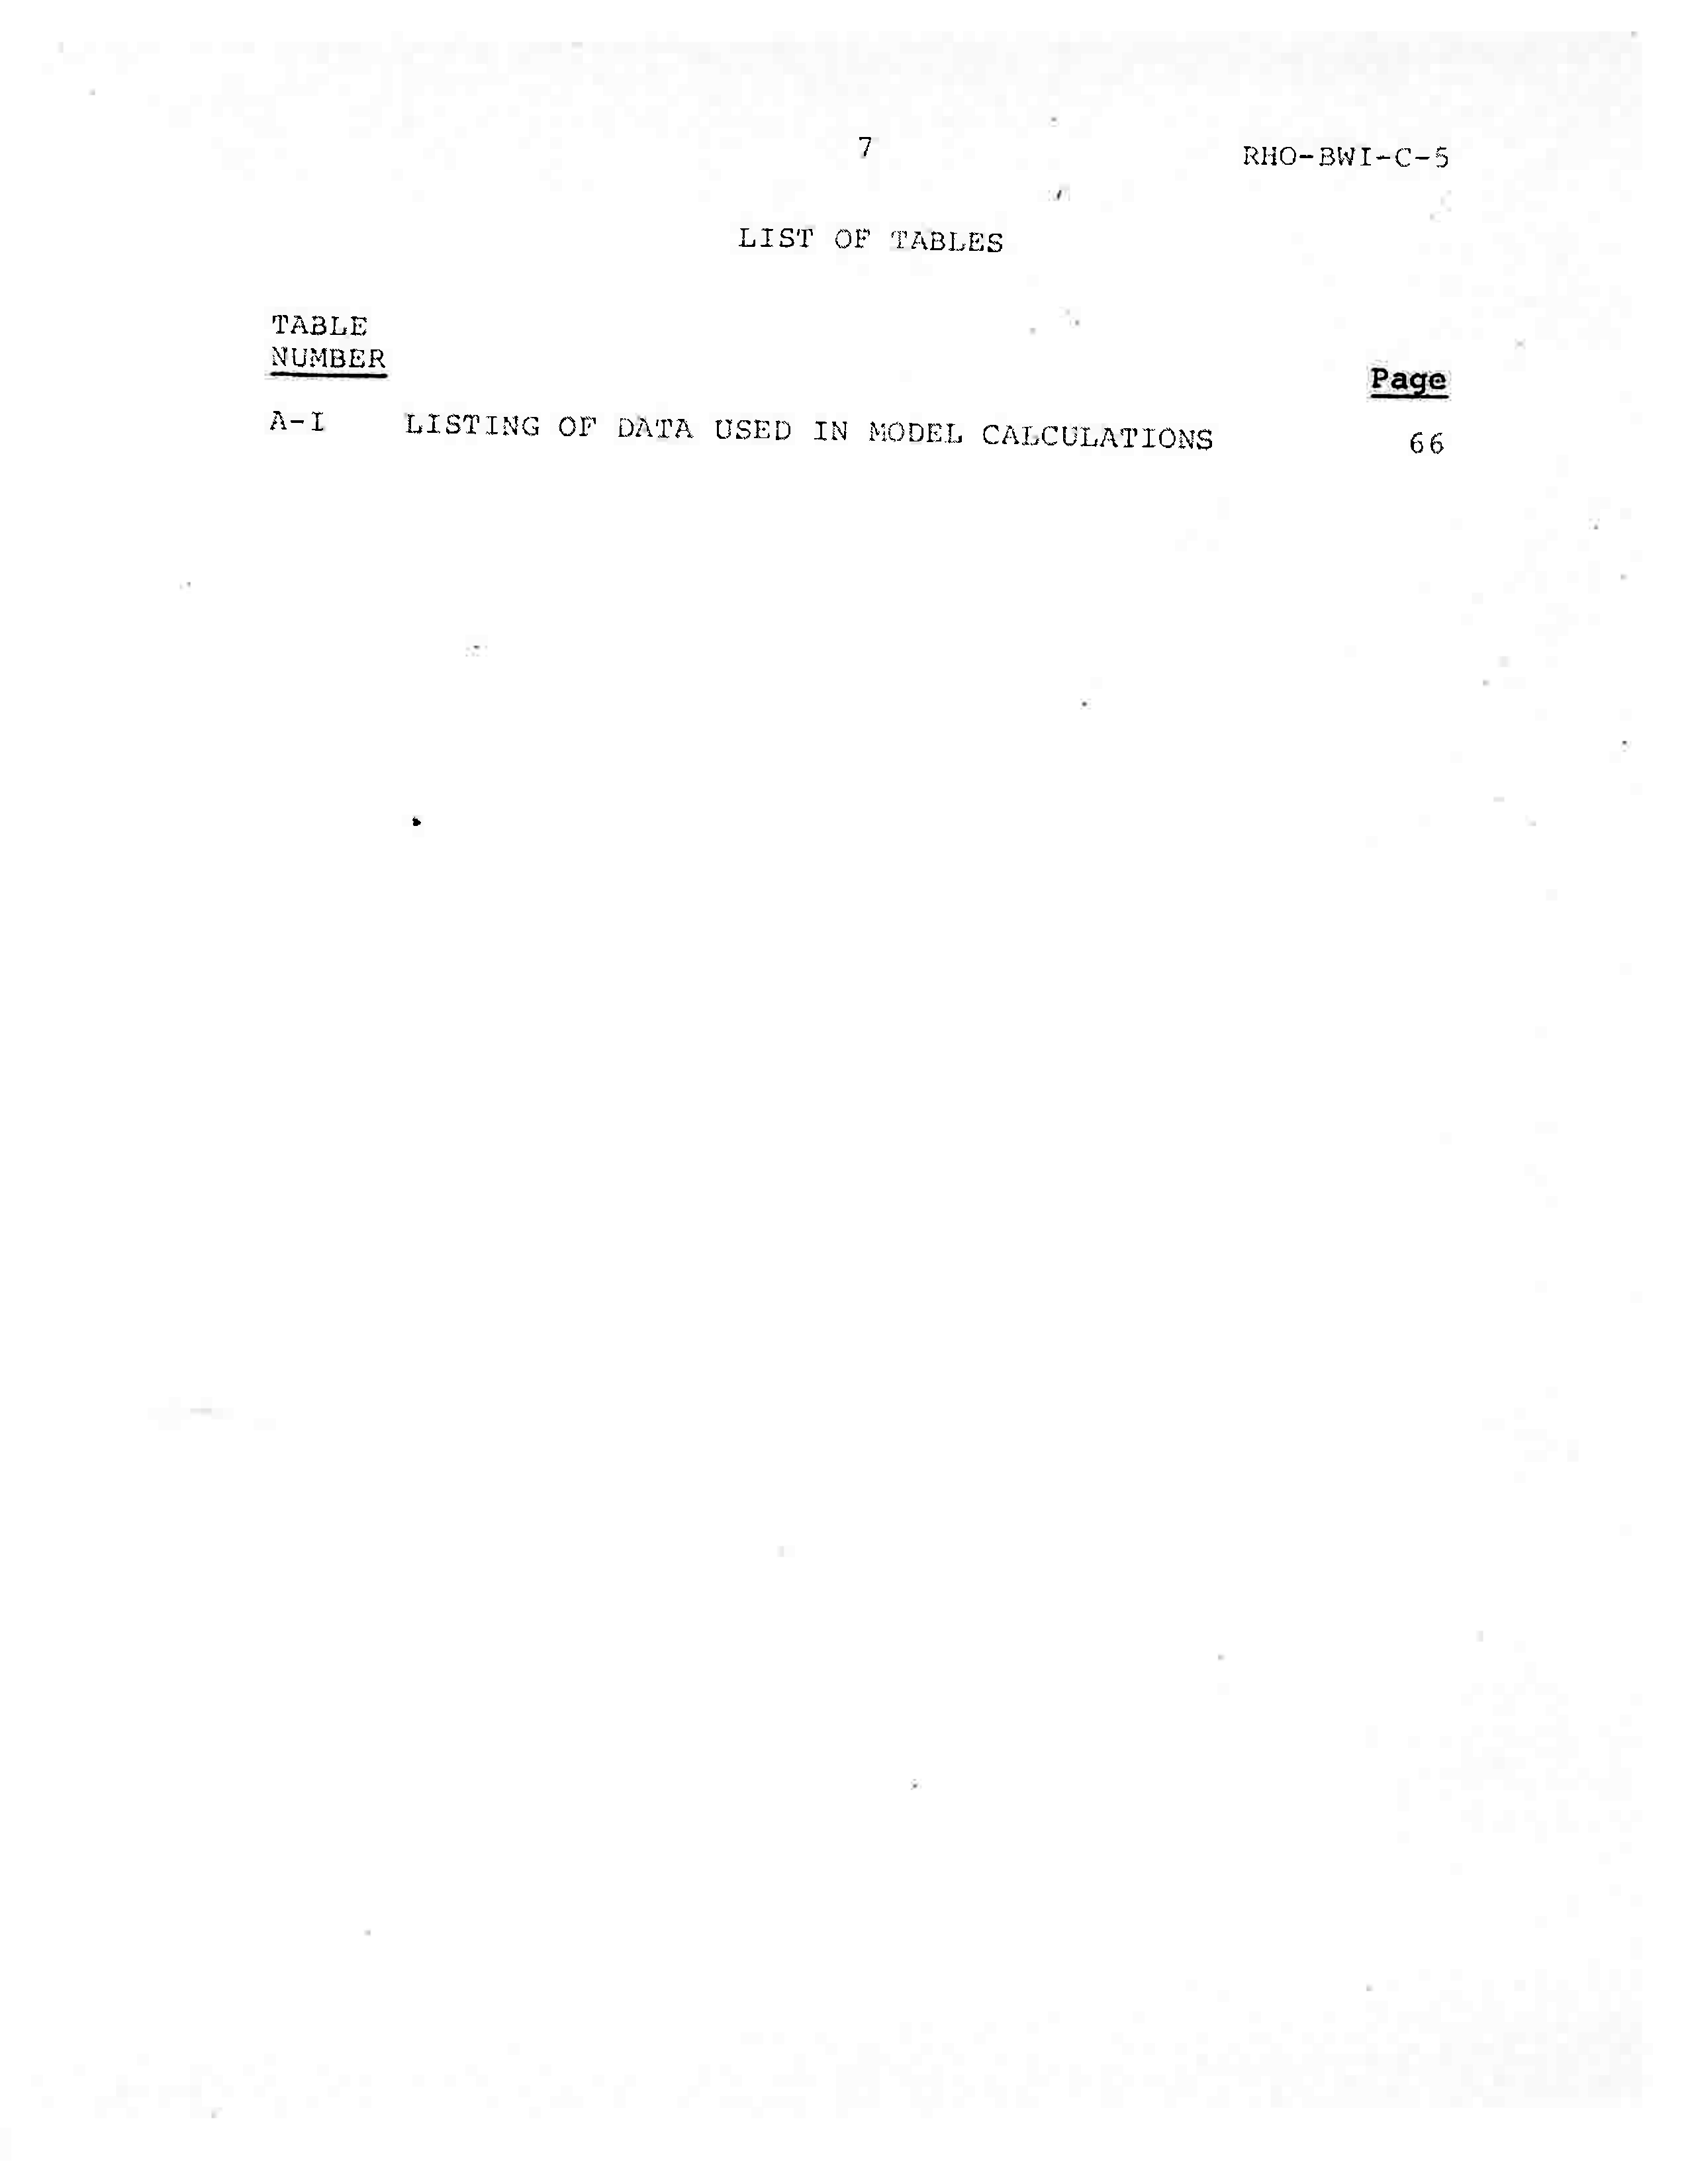 7
RHO-BWI-C-5
LIST OF TABLES
TABLE
NUMBER
Page
A-I LISTING OF DATA USED IN MODEL CALCULATIONS 66